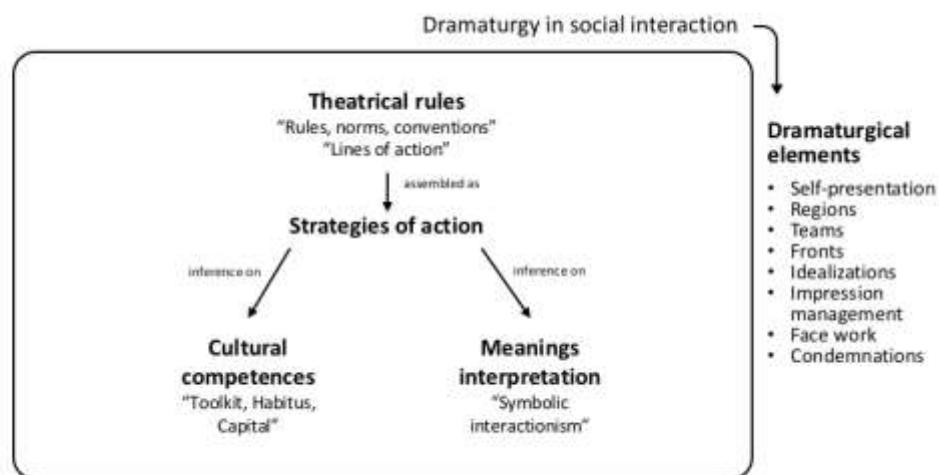 Dramaturgy in social interaction
Theatrical rules
“Rules, norms, conventions”
“Lines of action”
assembled as
Strategies of action
inference on
inference on
Cultural
competences
“Toolkit, Habitus,
Capital”
Meanings
interpretation
“Symbolic
interactionism”
Dramaturgical
elements
• Self-presentation
• Regions
• Teams
• Fronts
• Idealizations
• Impression
management
• Face work
• Condemnations